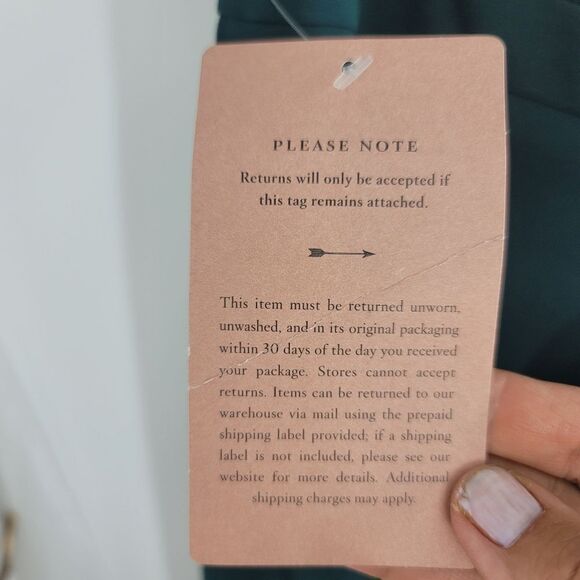 PLEASE NOTE
Returns will only be accepted if
this tag remains attached.
This item must be returned unworn,
unwashed, and in its original packaging
within 30 days of the day you received
your package. Stores cannot accept
returns. Items can be returned to our
warehouse via mail using the prepaid
shipping label provided; if a shipping
label is not included, please see our
website for more details. Additional
shipping charges may apply.